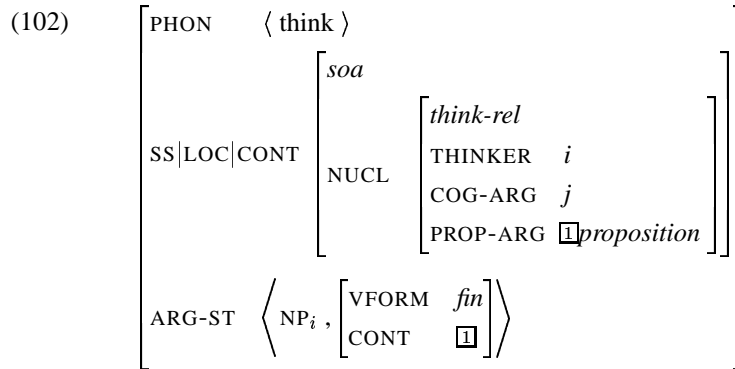 (102)
PHON ⟨ think ⟩
soa
think-rel
THINKER i
SS|LOC|CONT NUCL COG-ARG j
PROP-ARG 1 proposition
ARG-ST ⟨ NPi , [ VFORM fin
CONT 1 ] ⟩